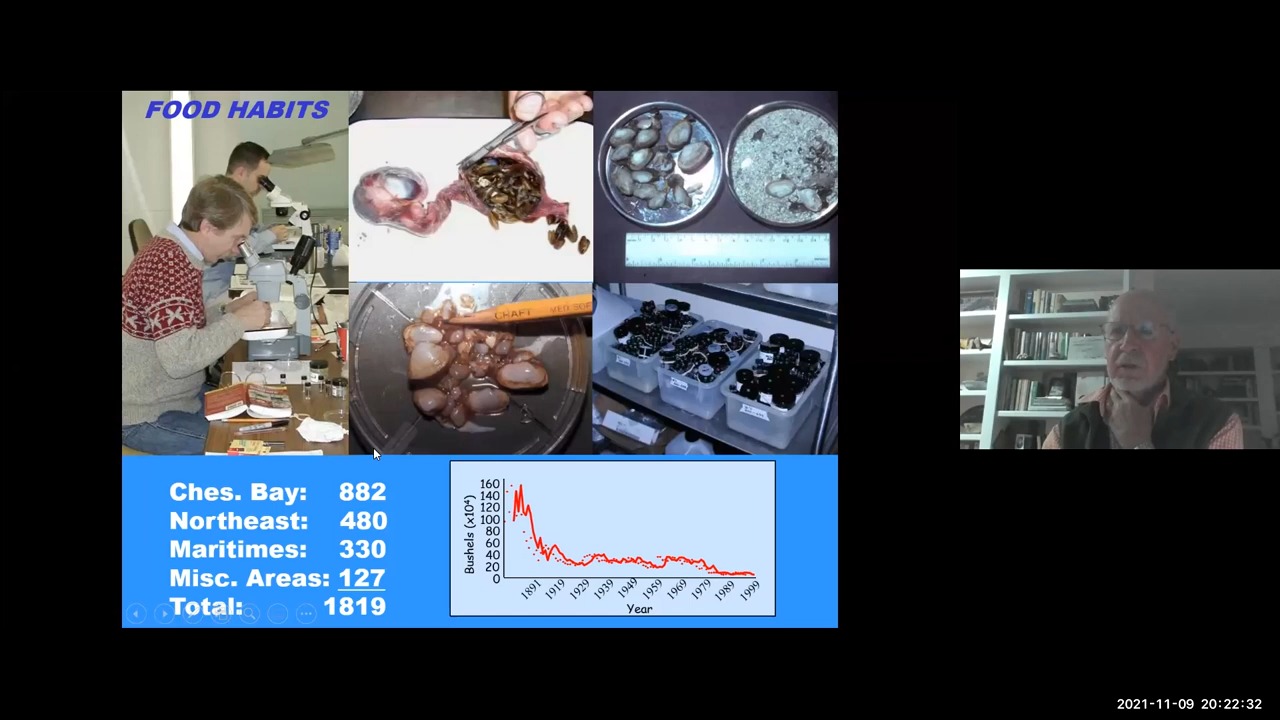 FOOD HABITS
CRAFT
Ches. Bay: 882
Northeast: 480
Maritimes: 330
Misc. Areas: 127
Total: 1819
Bushels (x10⁴)
160
140
120
100
80
60
40
20
0
1891
1919
1929
1939
1949
1959
1969
1979
1989
1999
Year
2021-11-09 20:22:32